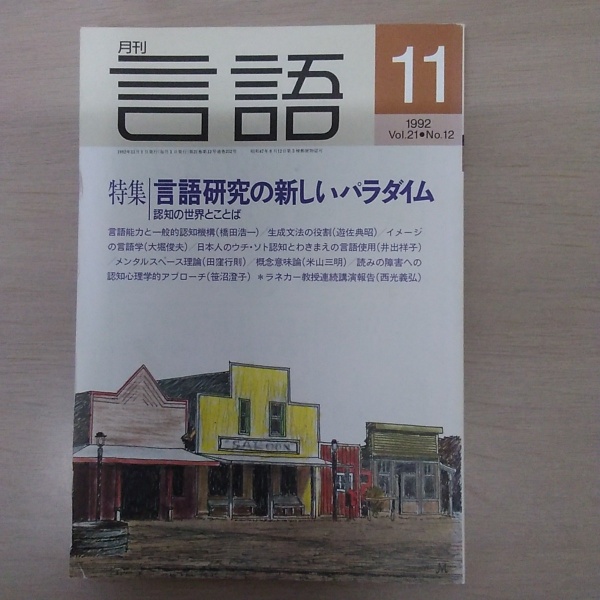 月刊
言語
11
1992
Vol.21●No.12
特集
言語研究の新しいパラダイム
認知の世界とことば
言語能力と一般的認知機構(橋田浩一)/生成文法の役割(遊佐典昭)/イメージ
の言語学(大堀俊夫)/日本人のウチ・ソト認知とわきまえの言語使用(井出祥子)
/メンタルスペース理論(田窪行則)/概念意味論(米山三明)/読みの障害への
認知心理学的アプローチ(笹沼澄子) *ラネカー教授連続講演報告(西光義弘)
SALOON
M